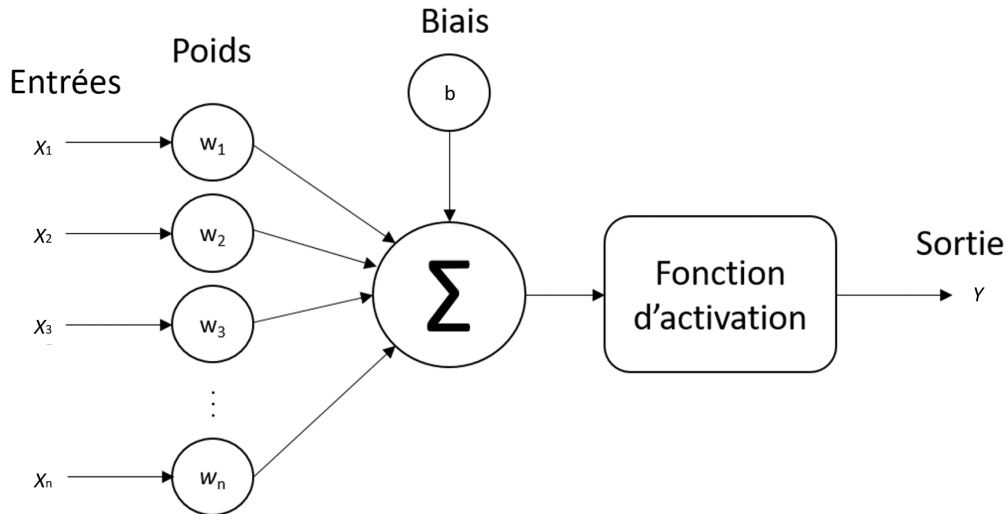 Biais
Poids
Entrées
b
X₁
w₁
X₂
w₂
Sortie
Σ
Fonction
d’activation
Y
X₃
w₃
⋮
Xₙ
wₙ